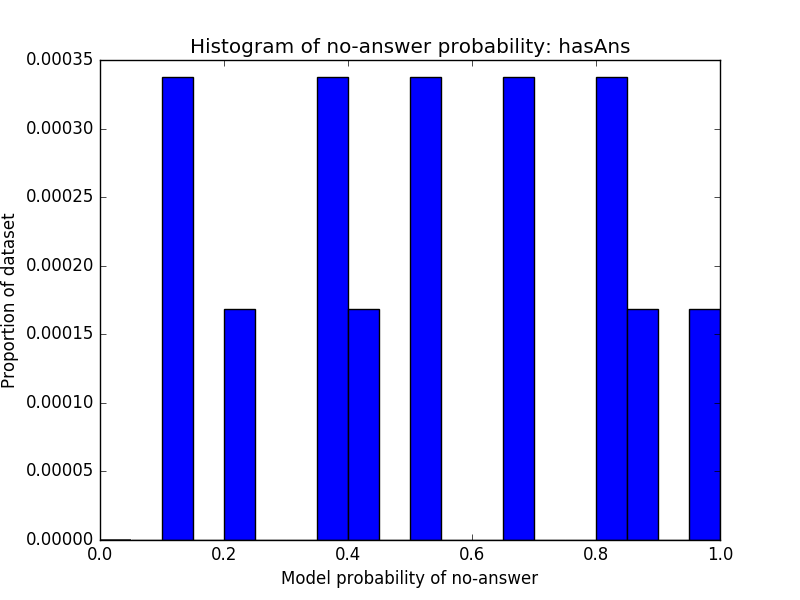 Histogram of no-answer probability: hasAns
0.00035
0.00030
0.00025
0.00020
0.00015
0.00010
0.00005
0.00000
Proportion of dataset
0.0 0.2 0.4 0.6 0.8 1.0
Model probability of no-answer